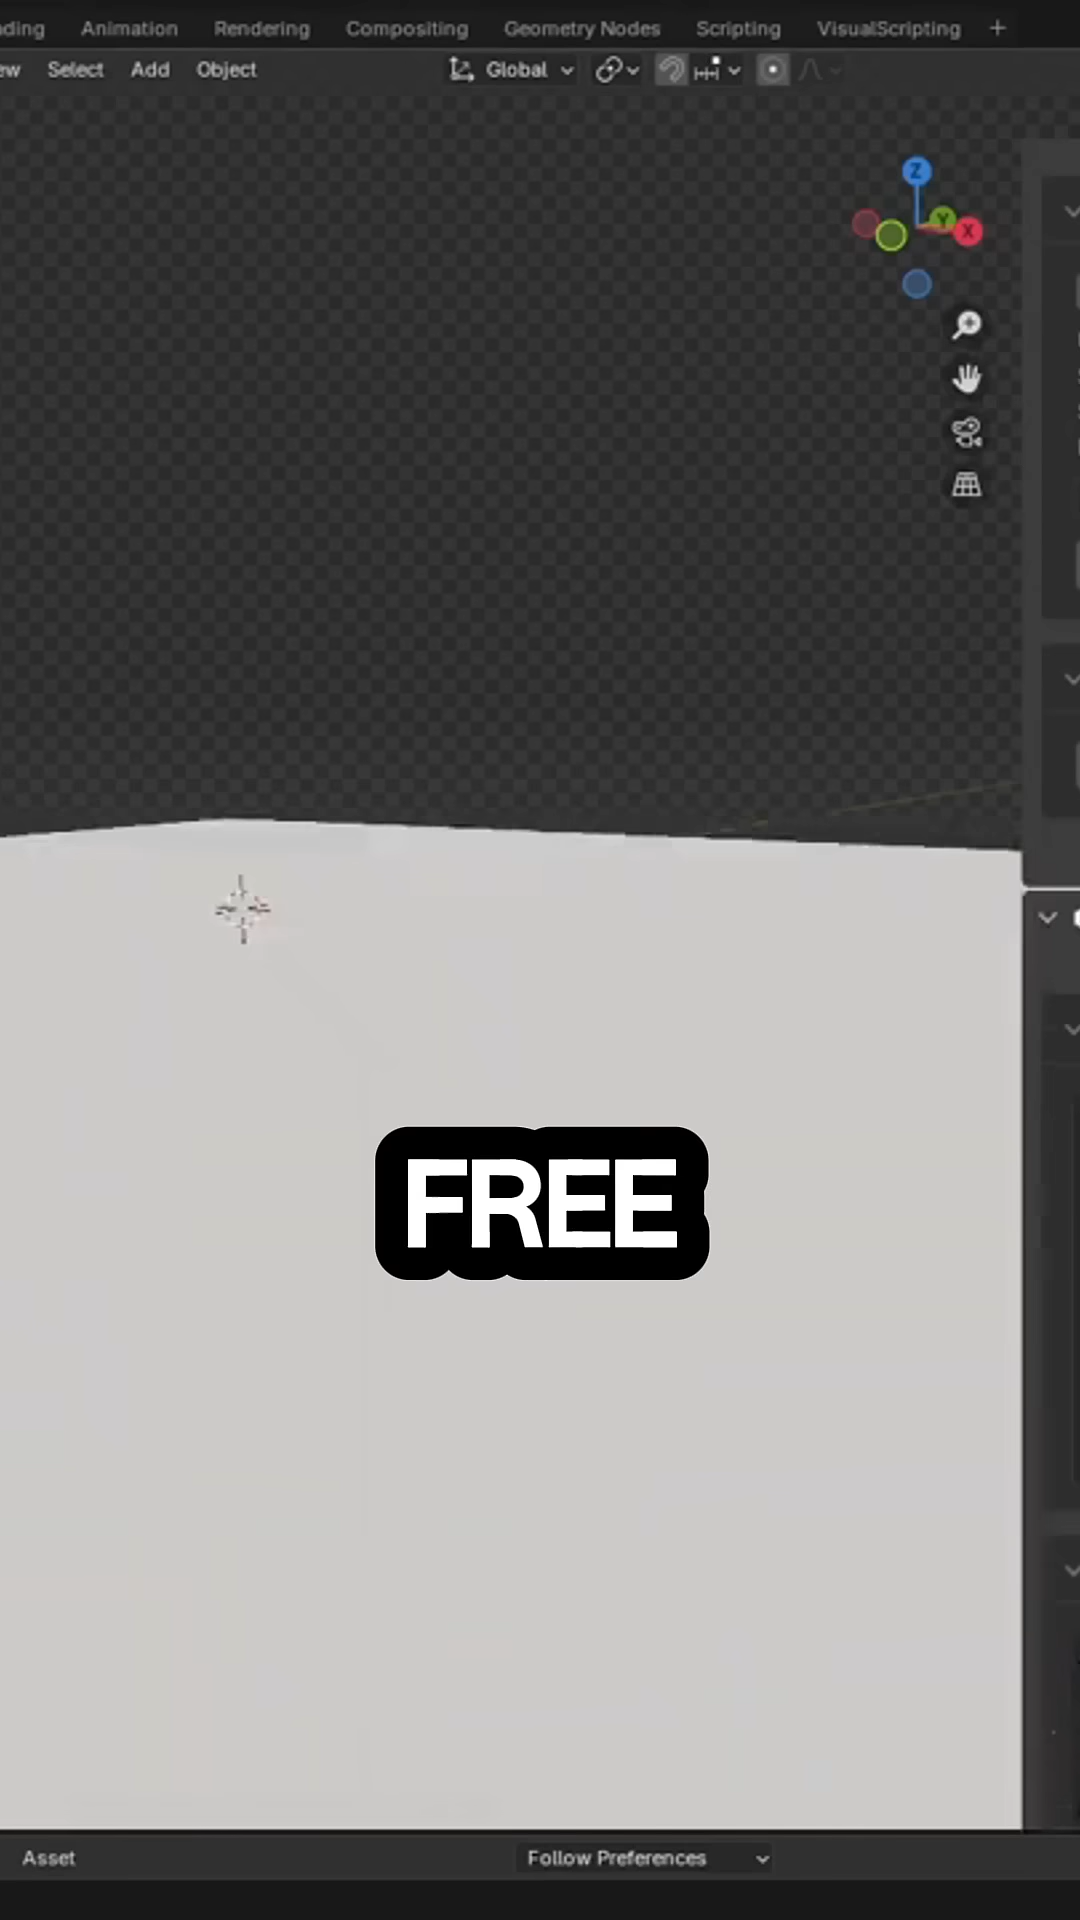 ding Animation Rendering Compositing Geometry Nodes Scripting VisualScripting +
ew Select Add Object Global
Z
Y
X
FREE
Asset Follow Preferences